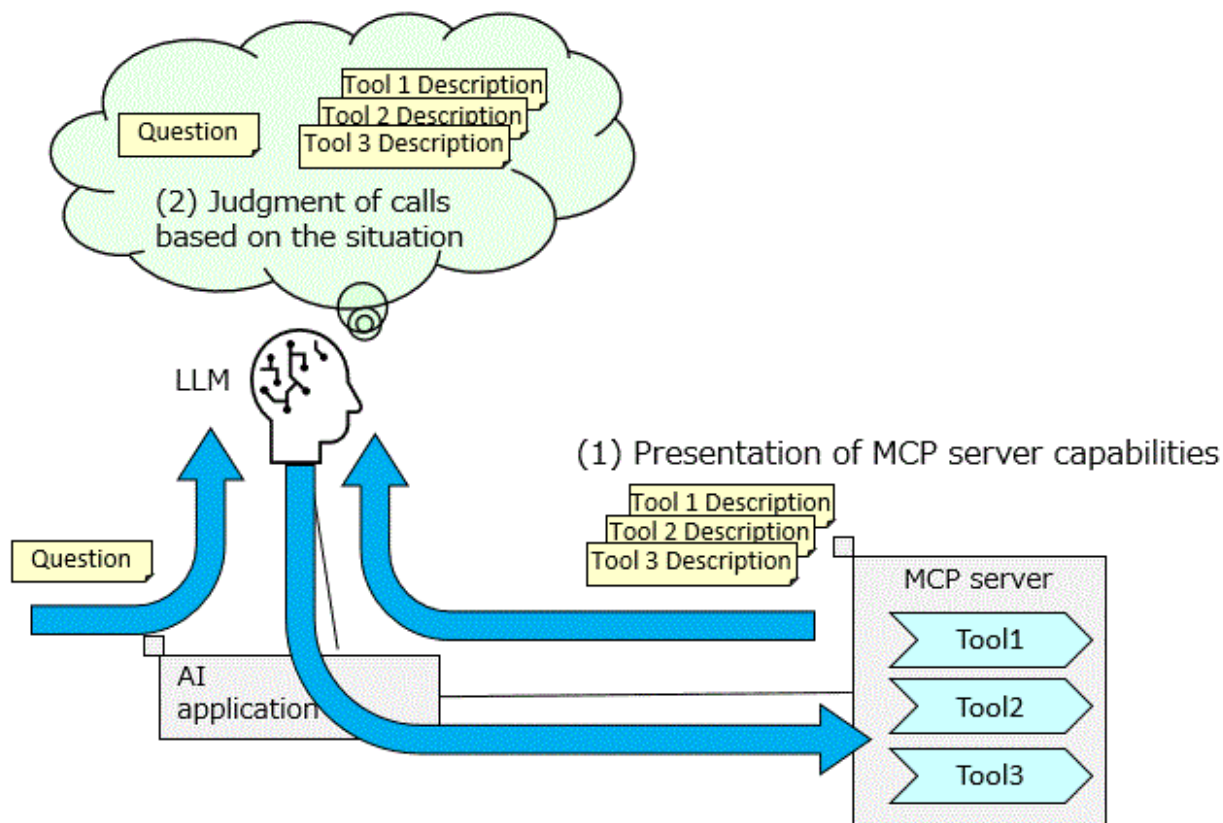 Tool 1 Description
Tool 2 Description
Question
Tool 3 Description
(2) Judgment of calls
based on the situation
LLM
(1) Presentation of MCP server capabilities
Tool 1 Description
Tool 2 Description
Question
Tool 3 Description
MCP server
Tool1
AI
application
Tool2
Tool3